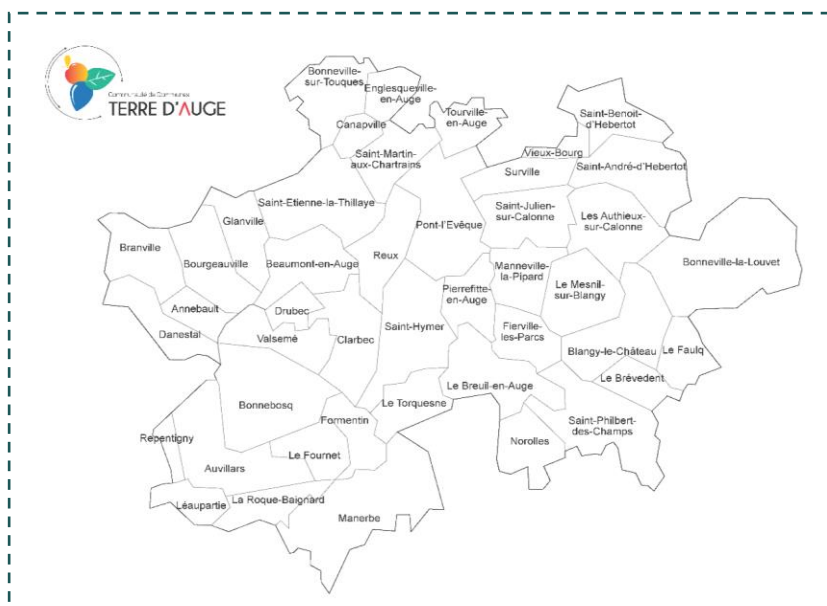 Communauté de Communes
TERRE D'AUGE
Bonneville-
sur-Touques
Englesqueville-
en-Auge
Tourville-
en-Auge
Saint-Benoit-
d'Hebertot
Canapville
Saint-Martin-
aux-Chartrains
Vieux-Bourg
Surville
Saint-André-d'Hebertot
Saint-Etienne-la-Thillaye
Saint-Julien-
sur-Calonne
Les Authieux-
sur-Calonne
Glanville
Pont-l'Evêque
Branville
Bourgeauville
Beaumont-en-Auge
Reux
Manneville-
la-Pipard
Bonneville-la-Louvet
Le Mesnil-
sur-Blangy
Pierrefitte-
en-Auge
Annebault
Drubec
Danestal
Valsemé
Clarbec
Saint-Hymer
Fierville-
les-Parcs
Blangy-le-Château
Le Faulq
Le Brévedent
Le Breuil-en-Auge
Bonnebosq
Le Torquesne
Formentin
Saint-Philbert-
des-Champs
Norolles
Repentigny
Le Fournet
Auvillars
La Roque-Baignard
Léaupartie
Manerbe